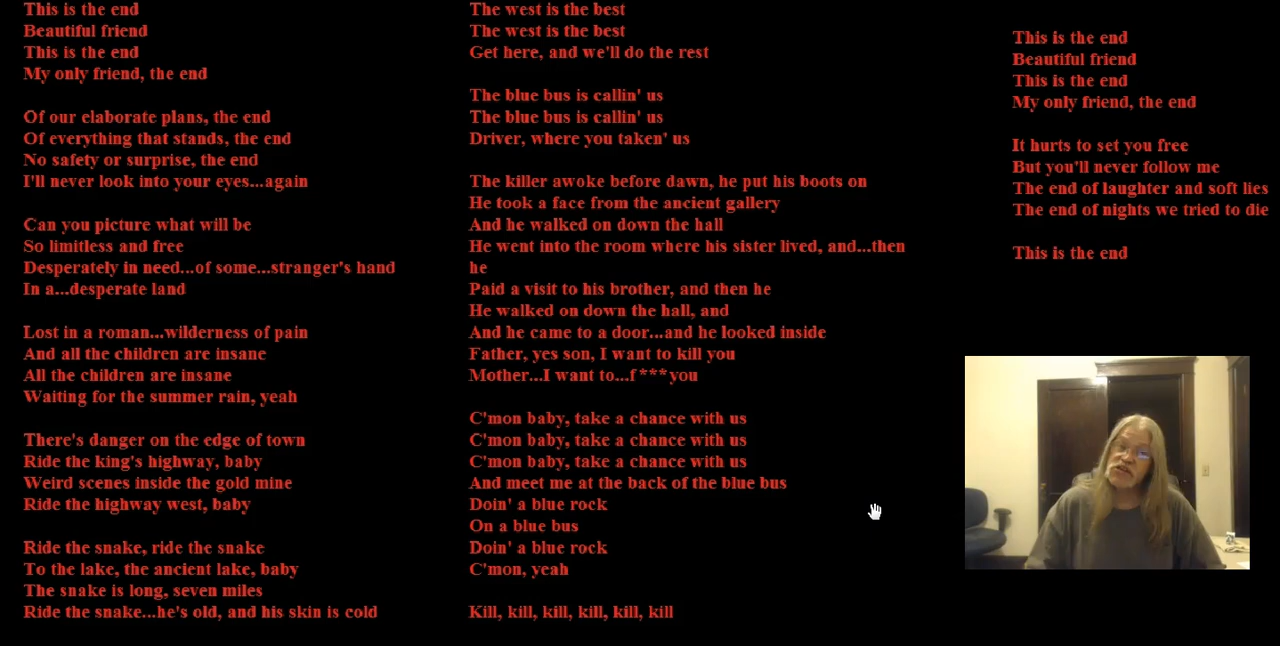 This is the end
Beautiful friend
This is the end
My only friend, the end

Of our elaborate plans, the end
Of everything that stands, the end
No safety or surprise, the end
I'll never look into your eyes...again

Can you picture what will be
So limitless and free
Desperately in need...of some...stranger's hand
In a...desperate land

Lost in a roman...wilderness of pain
And all the children are insane
All the children are insane
Waiting for the summer rain, yeah

There's danger on the edge of town
Ride the king's highway, baby
Weird scenes inside the gold mine
Ride the highway west, baby

Ride the snake, ride the snake
To the lake, the ancient lake, baby
The snake is long, seven miles
Ride the snake...he's old, and his skin is cold

The west is the best
The west is the best
Get here, and we'll do the rest

The blue bus is callin' us
The blue bus is callin' us
Driver, where you taken' us

The killer awoke before dawn, he put his boots on
He took a face from the ancient gallery
And he walked on down the hall
He went into the room where his sister lived, and...then
he
Paid a visit to his brother, and then he
He walked on down the hall, and
And he came to a door...and he looked inside
Father, yes son, I want to kill you
Mother...I want to...f***you

C'mon baby, take a chance with us
C'mon baby, take a chance with us
C'mon baby, take a chance with us
And meet me at the back of the blue bus
Doin' a blue rock
On a blue bus
Doin' a blue rock
C'mon, yeah

Kill, kill, kill, kill, kill, kill

This is the end
Beautiful friend
This is the end
My only friend, the end

It hurts to set you free
But you'll never follow me
The end of laughter and soft lies
The end of nights we tried to die

This is the end